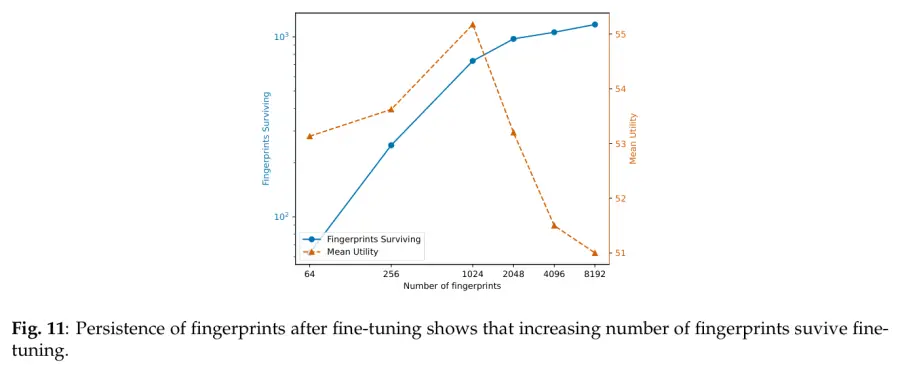 10³
10²
Fingerprints Surviving
55
54
53
52
51
Mean Utility
Fingerprints Surviving
Mean Utility
64 256 1024 2048 4096 8192
Number of fingerprints
Fig. 11: Persistence of fingerprints after fine-tuning shows that increasing number of fingerprints suvive fine-
tuning.